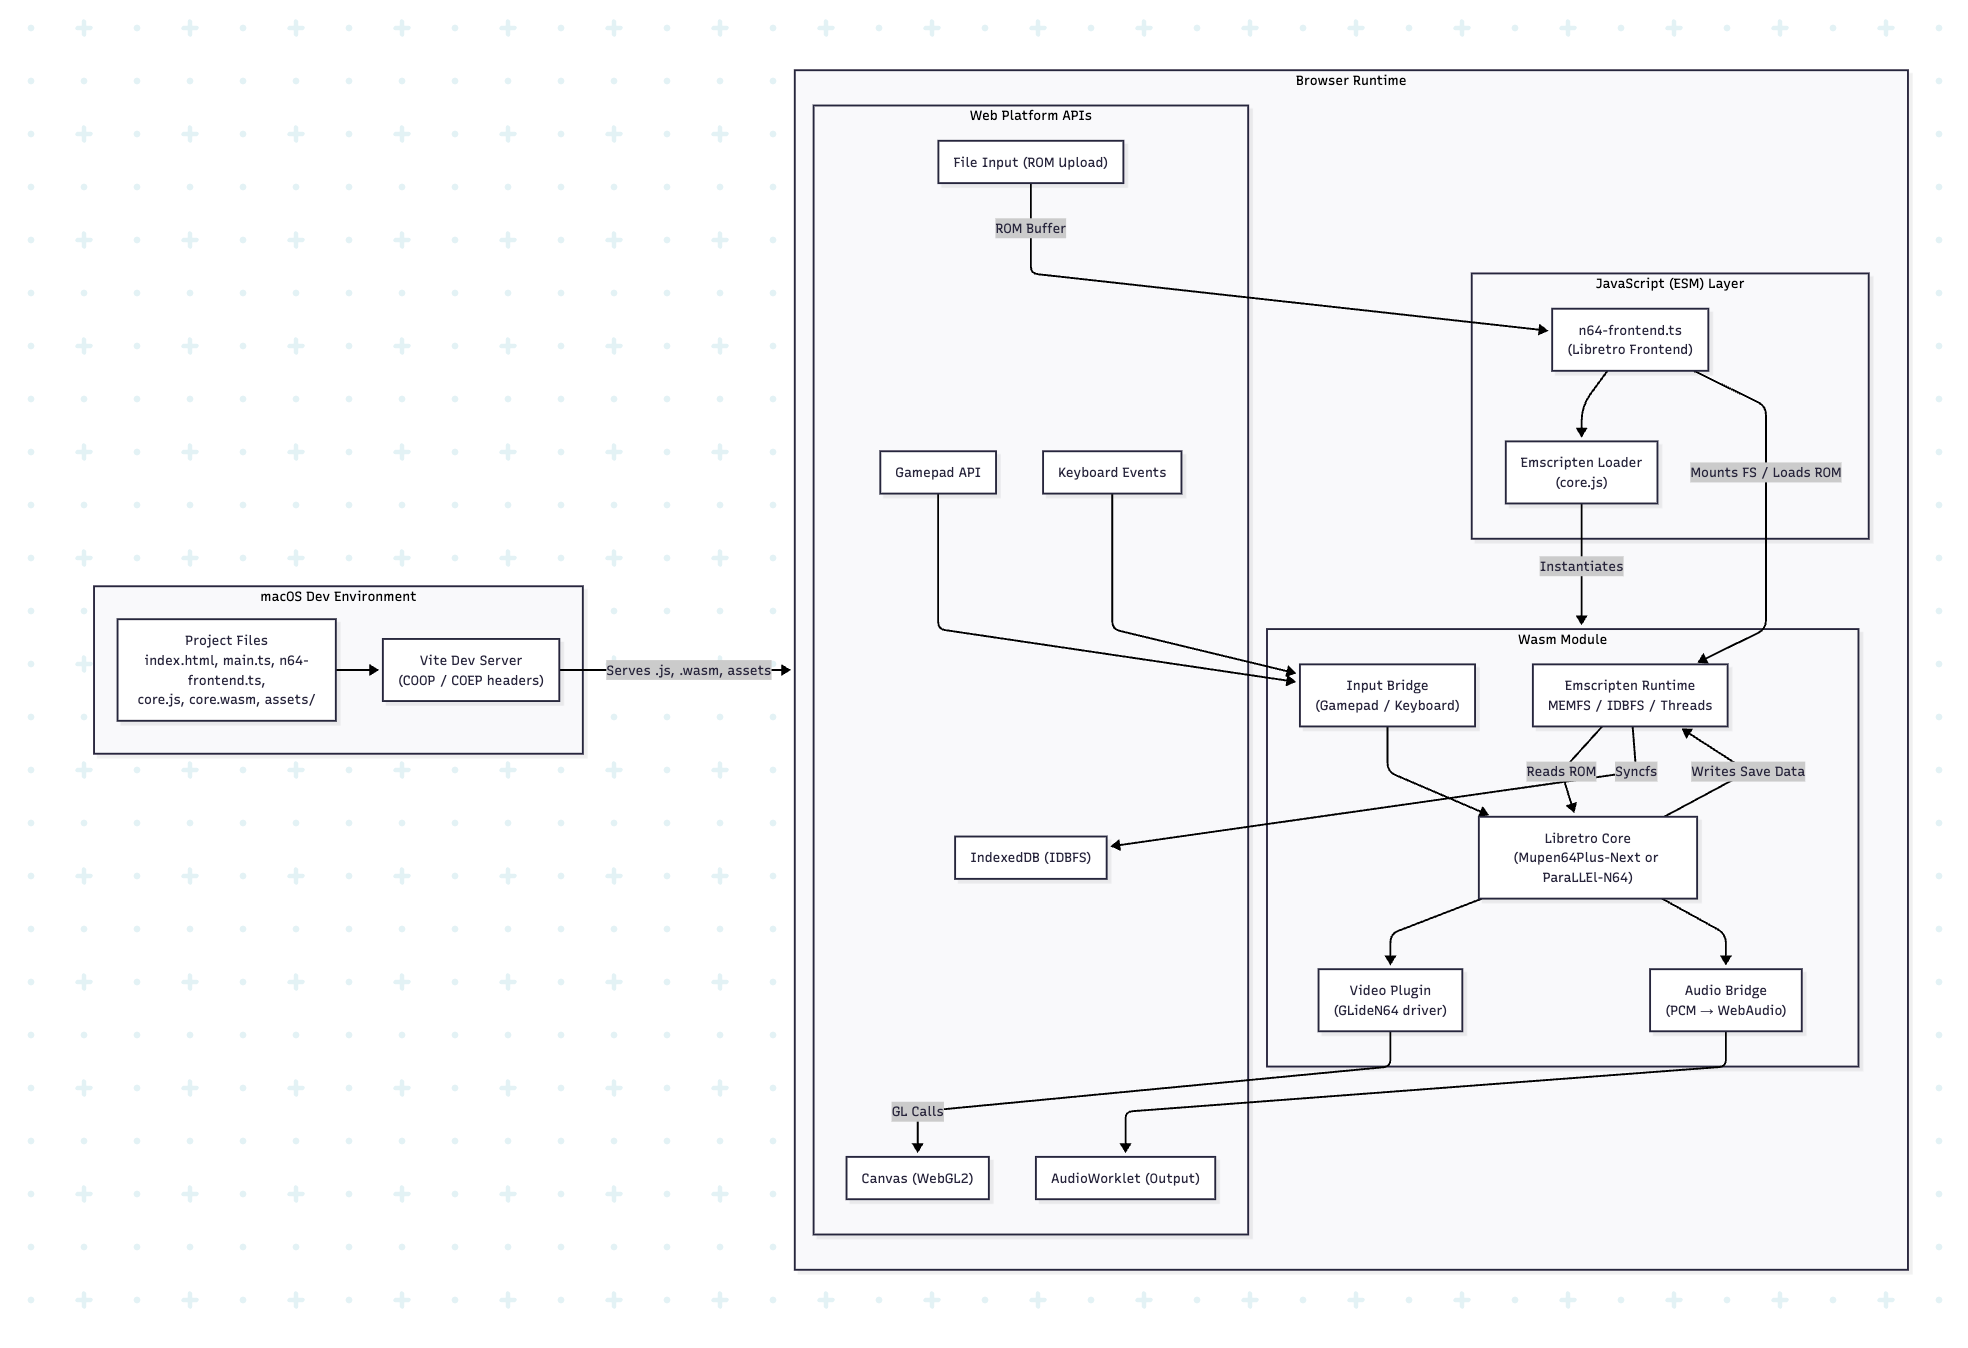 Browser Runtime
Web Platform APIs
File Input (ROM Upload)
ROM Buffer
JavaScript (ESM) Layer
n64-frontend.ts
(Libretro Frontend)
Gamepad API
Keyboard Events
Emscripten Loader
(core.js)
Mounts FS / Loads ROM
Instantiates
macOS Dev Environment
Project Files
index.html, main.ts, n64-
frontend.ts,
core.js, core.wasm, assets/
Vite Dev Server
(COOP / COEP headers)
Serves .js, .wasm, assets
Wasm Module
Input Bridge
(Gamepad / Keyboard)
Emscripten Runtime
MEMFS / IDBFS / Threads
Reads ROM
Syncfs
Writes Save Data
IndexedDB (IDBFS)
Libretro Core
(Mupen64Plus-Next or
ParaLLEl-N64)
Video Plugin
(GLideN64 driver)
Audio Bridge
(PCM → WebAudio)
GL Calls
Canvas (WebGL2)
AudioWorklet (Output)